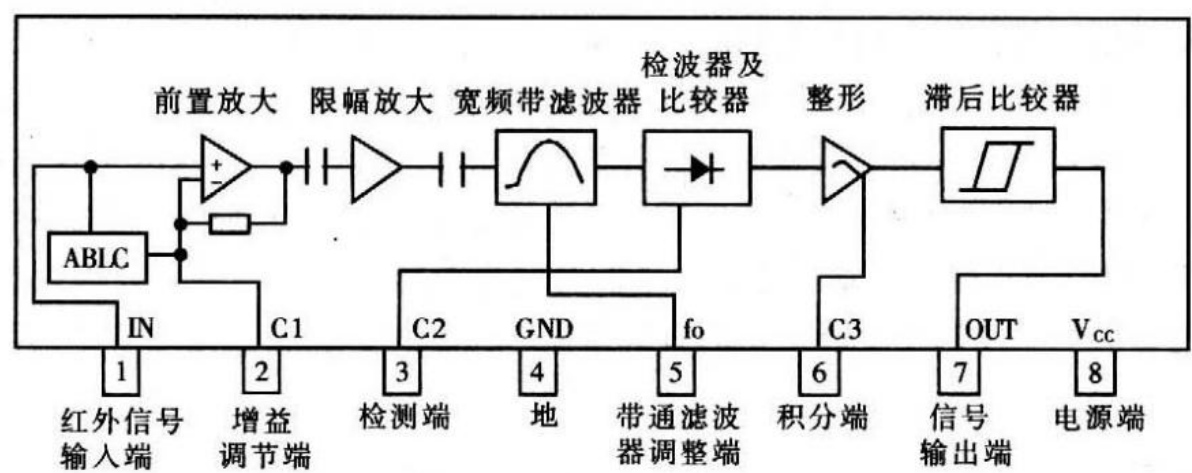 检波器及
前置放大 限幅放大 宽频带滤波器 比较器 整形 滞后比较器
+
−
ABLC
IN C1 C2 GND fo C3 OUT Vcc
1 2 3 4 5 6 7 8
红外信号 增益 检测端 地 带通滤波 积分端 信号 电源端
输入端 调节端 器调整端 输出端